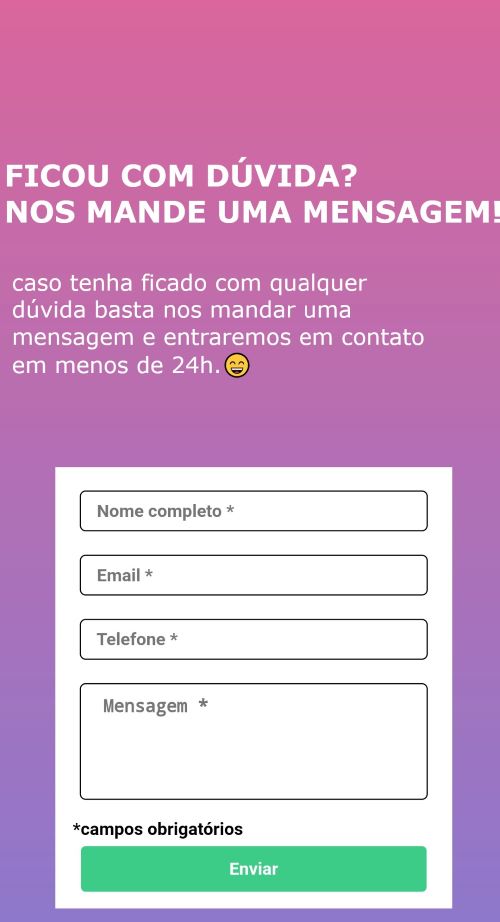 FICOU COM DÚVIDA?
NOS MANDE UMA MENSAGEM!
caso tenha ficado com qualquer
dúvida basta nos mandar uma
mensagem e entraremos em contato
em menos de 24h.😄
Nome completo *
Email *
Telefone *
Mensagem *
*campos obrigatórios
Enviar